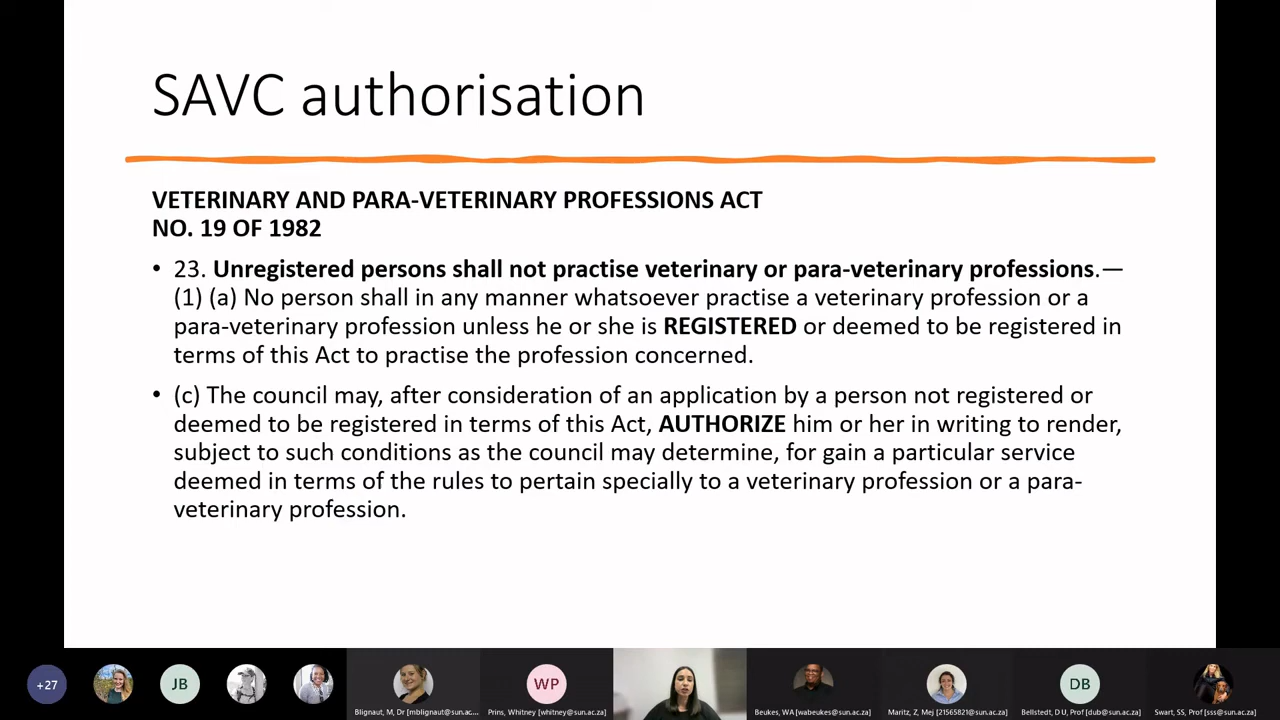 SAVC authorisation
VETERINARY AND PARA-VETERINARY PROFESSIONS ACT
NO. 19 OF 1982
• 23. Unregistered persons shall not practise veterinary or para-veterinary professions.—
(1) (a) No person shall in any manner whatsoever practise a veterinary profession or a
para-veterinary profession unless he or she is REGISTERED or deemed to be registered in
terms of this Act to practise the profession concerned.
• (c) The council may, after consideration of an application by a person not registered or
deemed to be registered in terms of this Act, AUTHORIZE him or her in writing to render,
subject to such conditions as the council may determine, for gain a particular service
deemed in terms of the rules to pertain specially to a veterinary profession or a para-
veterinary profession.
+27
JB
WP
DB
Blignaut, M, Dr [mblignaut@sun.ac....
Prins, Whitney [whitney@sun.ac.za]
Beukes, WA [wabeukes@sun.ac.za]
Maritz, Z, Mej [21565821@sun.ac.za]
Bellstedt, D U, Prof [dub@sun.ac.za]
Swart, SS, Prof [sss@sun.ac.za]